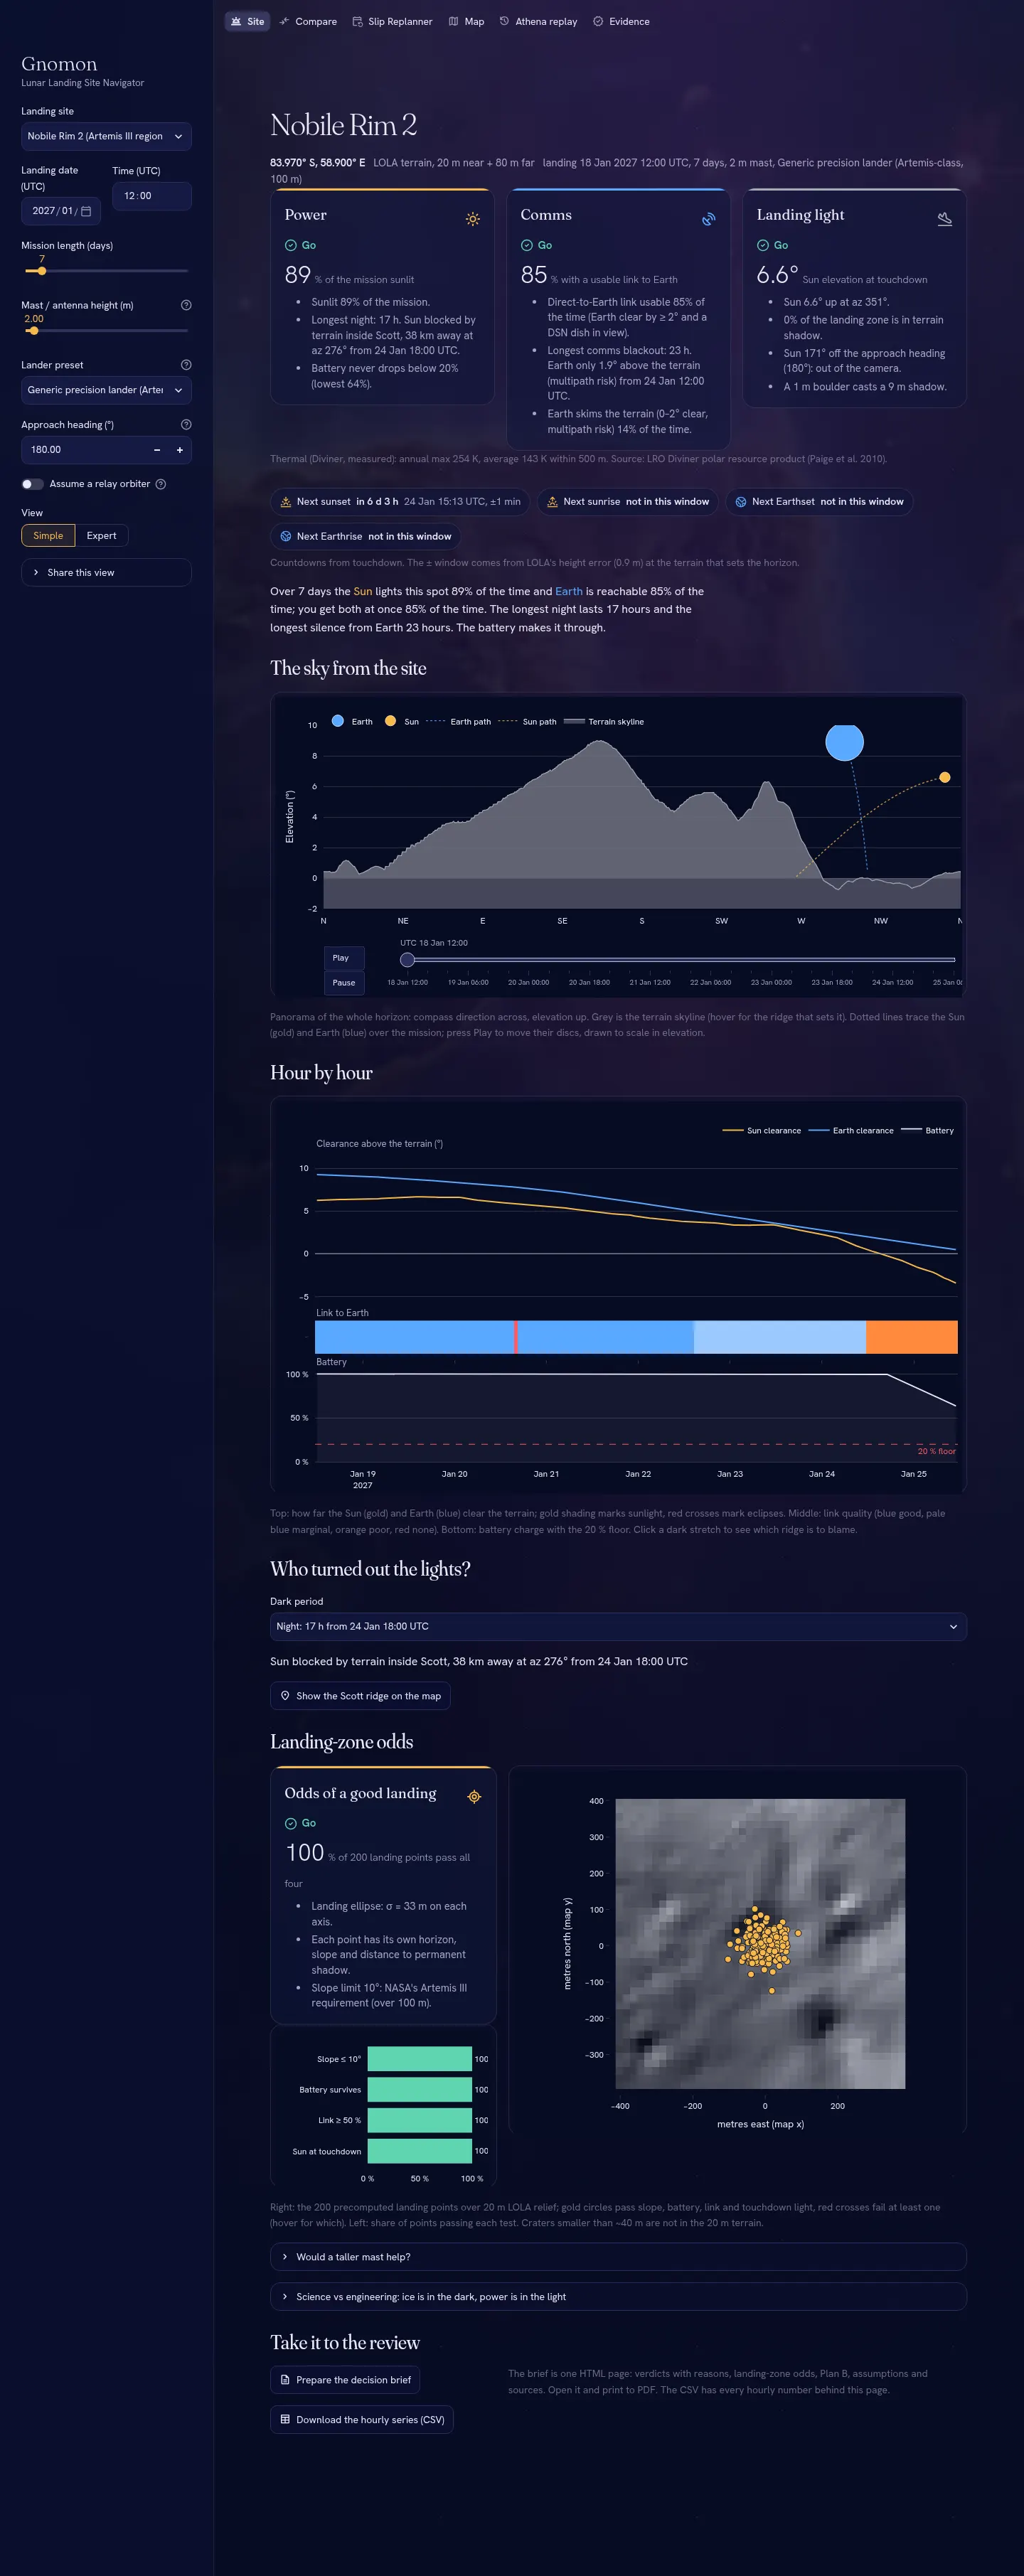 Site
Compare
Slip Replanner
Map
Athena replay
Evidence
Gnomon
Lunar Landing Site Navigator
Landing site
Nobile Rim 2 (Artemis III region
Landing date
(UTC)
Time (UTC)
2027/01/
12:00
Mission length (days)
7
Mast / antenna height (m)
2.00
Lander preset
Generic precision lander (Arter
Approach heading (°)
180.00
Assume a relay orbiter
View
Simple
Expert
Share this view
Nobile Rim 2
83.970° S, 58.900° E LOLA terrain, 20 m near + 80 m far landing 18 Jan 2027 12:00 UTC, 7 days, 2 m mast, Generic precision lander (Artemis-class,
100 m)
Power
Go
89 % of the mission sunlit
Sunlit 89% of the mission.
Longest night: 17 h. Sun blocked by
terrain inside Scott, 38 km away at
az 276° from 24 Jan 18:00 UTC.
Battery never drops below 20%
(lowest 64%).
Comms
Go
85 % with a usable link to Earth
Direct-to-Earth link usable 85% of
the time (Earth clear by ≥ 2° and a
DSN dish in view).
Longest comms blackout: 23 h.
Earth only 1.9° above the terrain
(multipath risk) from 24 Jan 12:00
UTC.
Earth skims the terrain (0–2° clear,
multipath risk) 14% of the time.
Landing light
Go
6.6° Sun elevation at touchdown
Sun 6.6° up at az 351°.
0% of the landing zone is in terrain
shadow.
Sun 171° off the approach heading
(180°): out of the camera.
A 1 m boulder casts a 9 m shadow.
Thermal (Diviner, measured): annual max 254 K, average 143 K within 500 m. Source: LRO Diviner polar resource product (Paige et al. 2010).
Next sunset in 6 d 3 h 24 Jan 15:13 UTC, ±1 min
Next sunrise not in this window
Next Earthset not in this window
Next Earthrise not in this window
Countdowns from touchdown. The ± window comes from LOLA's height error (0.9 m) at the terrain that sets the horizon.
Over 7 days the Sun lights this spot 89% of the time and Earth is reachable 85% of the
time; you get both at once 85% of the time. The longest night lasts 17 hours and the
longest silence from Earth 23 hours. The battery makes it through.
The sky from the site
Earth
Sun
Earth path
Sun path
Terrain skyline
10
8
6
4
2
0
−2
Elevation (°)
N
NE
E
SE
S
SW
W
NW
N
UTC 18 Jan 12:00
Play
Pause
18 Jan 12:00
19 Jan 06:00
20 Jan 00:00
20 Jan 18:00
21 Jan 12:00
22 Jan 06:00
23 Jan 00:00
23 Jan 18:00
24 Jan 12:00
25 Jan 06
Panorama of the whole horizon: compass direction across, elevation up. Grey is the terrain skyline (hover for the ridge that sets it). Dotted lines trace the Sun
(gold) and Earth (blue) over the mission; press Play to move their discs, drawn to scale in elevation.
Hour by hour
Sun clearance
Earth clearance
Battery
Clearance above the terrain (°)
10
5
0
−5
Link to Earth
Battery
100 %
50 %
0 %
20 % floor
Jan 19
2027
Jan 20
Jan 21
Jan 22
Jan 23
Jan 24
Jan 25
Top: how far the Sun (gold) and Earth (blue) clear the terrain; gold shading marks sunlight, red crosses mark eclipses. Middle: link quality (blue good, pale
blue marginal, orange poor, red none). Bottom: battery charge with the 20 % floor. Click a dark stretch to see which ridge is to blame.
Who turned out the lights?
Dark period
Night: 17 h from 24 Jan 18:00 UTC
Sun blocked by terrain inside Scott, 38 km away at az 276° from 24 Jan 18:00 UTC
Show the Scott ridge on the map
Landing-zone odds
Odds of a good landing
Go
100 % of 200 landing points pass all
four
Landing ellipse: σ = 33 m on each
axis.
Each point has its own horizon,
slope and distance to permanent
shadow.
Slope limit 10°: NASA's Artemis III
requirement (over 100 m).
Slope ≤ 10°
100
Battery survives
100
Link ≥ 50 %
100
Sun at touchdown
100
0 %
50 %
100 %
400
300
200
100
0
−100
−200
−300
metres north (map y)
−400
−200
0
200
metres east (map x)
Right: the 200 precomputed landing points over 20 m LOLA relief; gold circles pass slope, battery, link and touchdown light, red crosses fail at least one
(hover for which). Left: share of points passing each test. Craters smaller than ~40 m are not in the 20 m terrain.
Would a taller mast help?
Science vs engineering: ice is in the dark, power is in the light
Take it to the review
Prepare the decision brief
The brief is one HTML page: verdicts with reasons, landing-zone odds, Plan B, assumptions and
sources. Open it and print to PDF. The CSV has every hourly number behind this page.
Download the hourly series (CSV)